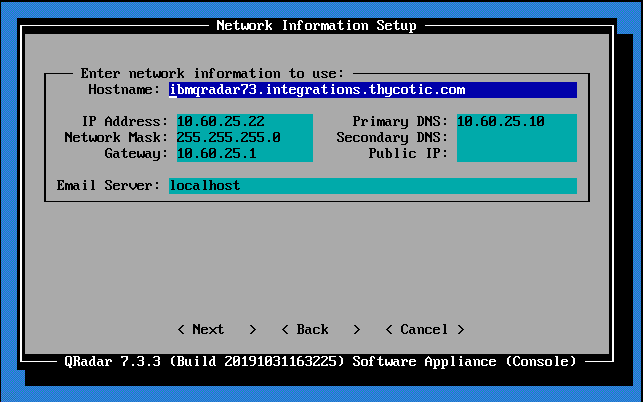 Network Information Setup
Enter network information to use:
Hostname: ibmqradar73.integrations.thycotic.com
IP Address: 10.60.25.22 Primary DNS: 10.60.25.10
Network Mask: 255.255.255.0 Secondary DNS:
Gateway: 10.60.25.1 Public IP:
Email Server: localhost
< Next > < Back > < Cancel >
QRadar 7.3.3 (Build 20191031163225) Software Appliance (Console)